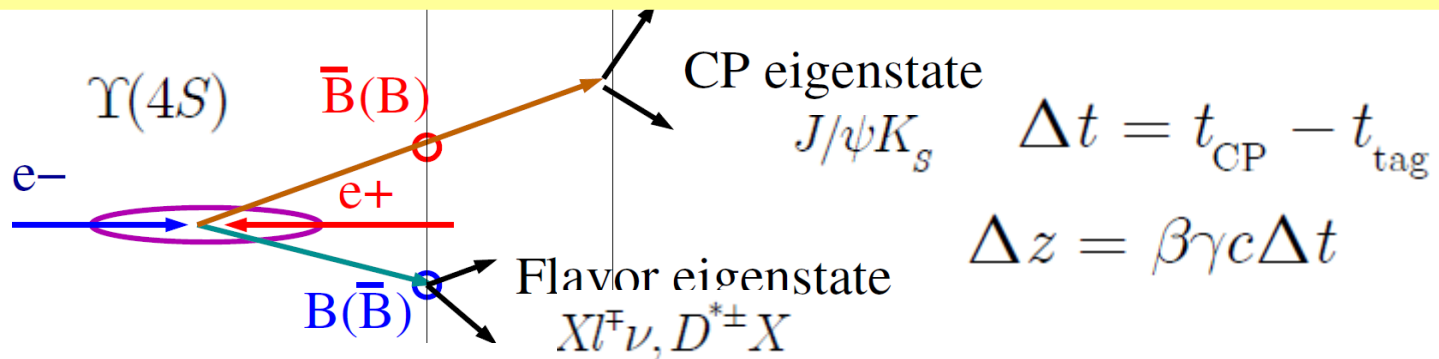 ϒ(4S)
B̅(B)
CP eigenstate
J/ψK_s
Δt = t_CP − t_tag
e−
e+
Δz = βγcΔt
Flavor eigenstate
B(B̅)
Xl^∓ν, D^{*±}X